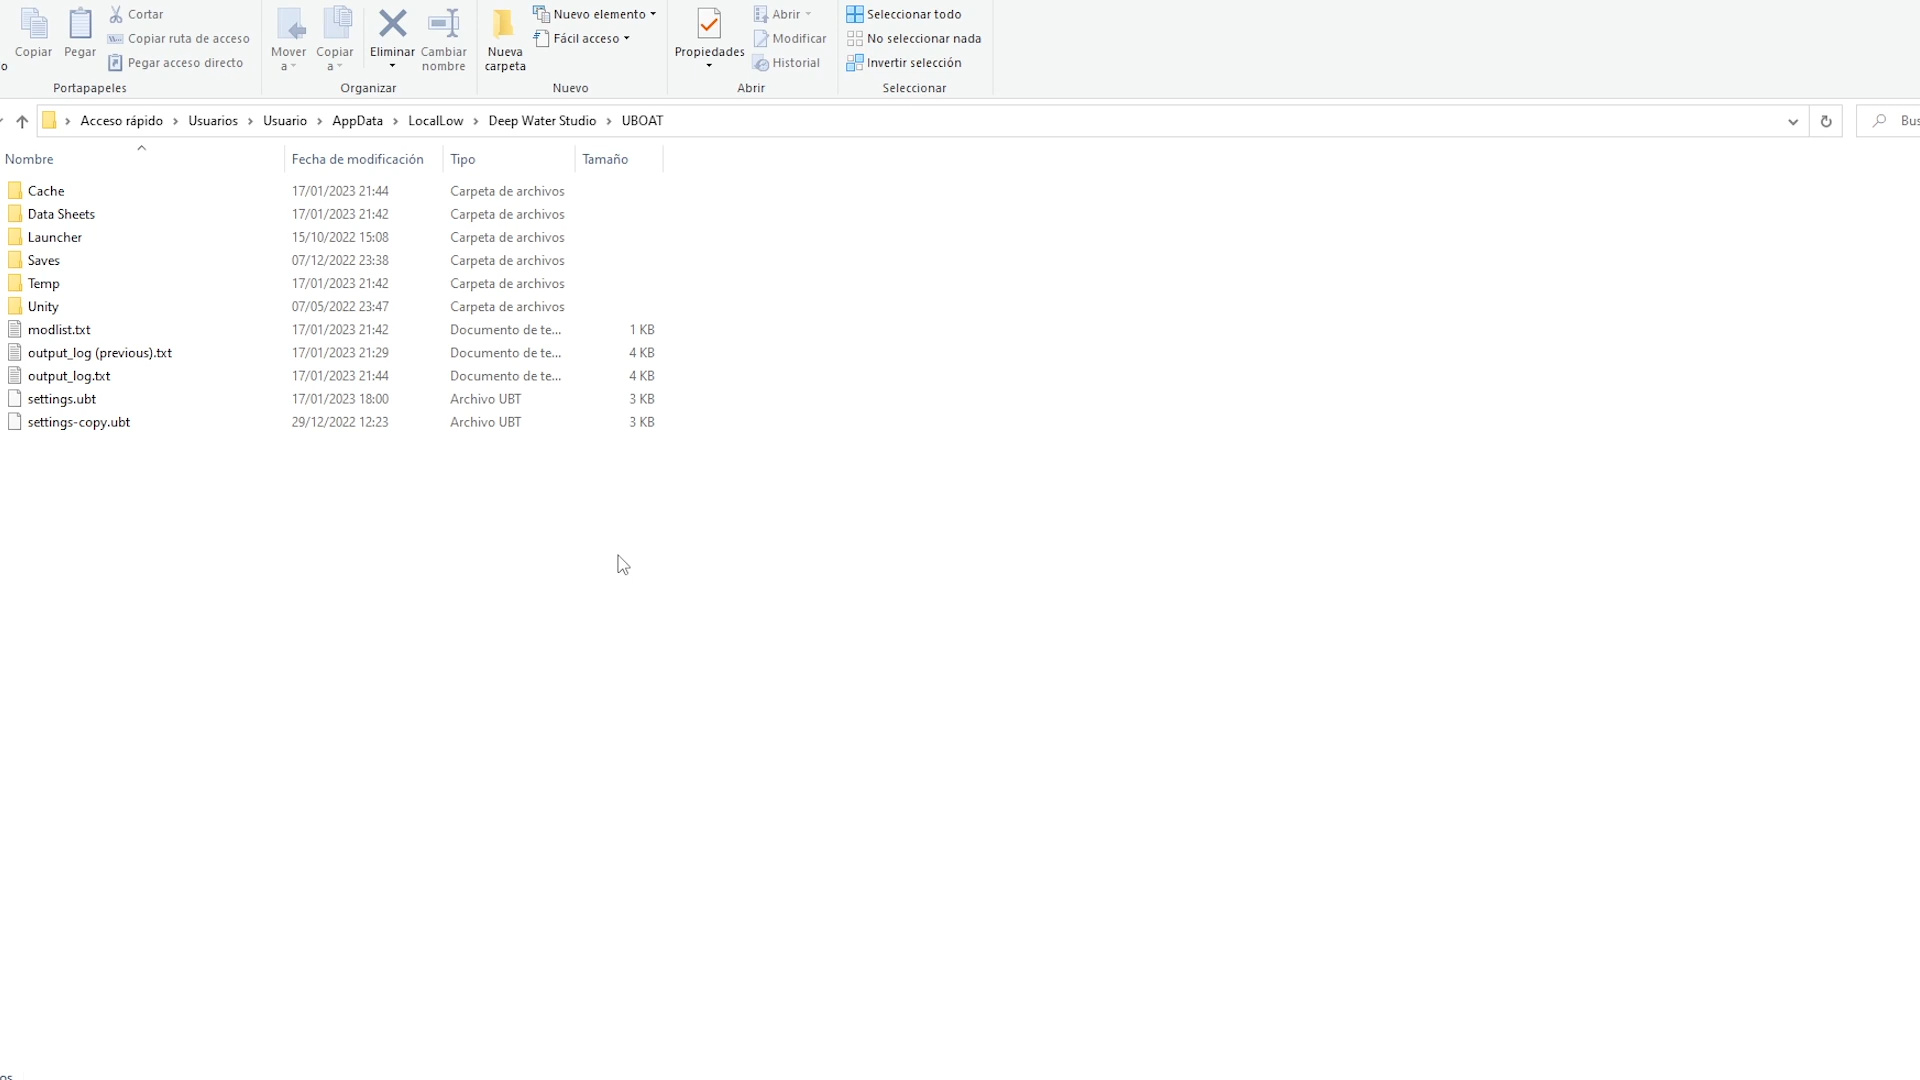 o
Copiar
Pegar
Cortar
Copiar ruta de acceso
Pegar acceso directo
Portapapeles
Mover
a
Copiar
a
Eliminar
Cambiar
nombre
Organizar
Nueva
carpeta
Nuevo elemento
Fácil acceso
Nuevo
Propiedades
Abrir
Modificar
Historial
Abrir
Seleccionar todo
No seleccionar nada
Invertir selección
Seleccionar
> Acceso rápido > Usuarios > Usuario > AppData > LocalLow > Deep Water Studio > UBOAT
Bus
Nombre Fecha de modificación Tipo Tamaño
Cache 17/01/2023 21:44 Carpeta de archivos
Data Sheets 17/01/2023 21:42 Carpeta de archivos
Launcher 15/10/2022 15:08 Carpeta de archivos
Saves 07/12/2022 23:38 Carpeta de archivos
Temp 17/01/2023 21:42 Carpeta de archivos
Unity 07/05/2022 23:47 Carpeta de archivos
modlist.txt 17/01/2023 21:42 Documento de te... 1 KB
output_log (previous).txt 17/01/2023 21:29 Documento de te... 4 KB
output_log.txt 17/01/2023 21:44 Documento de te... 4 KB
settings.ubt 17/01/2023 18:00 Archivo UBT 3 KB
settings-copy.ubt 29/12/2022 12:23 Archivo UBT 3 KB